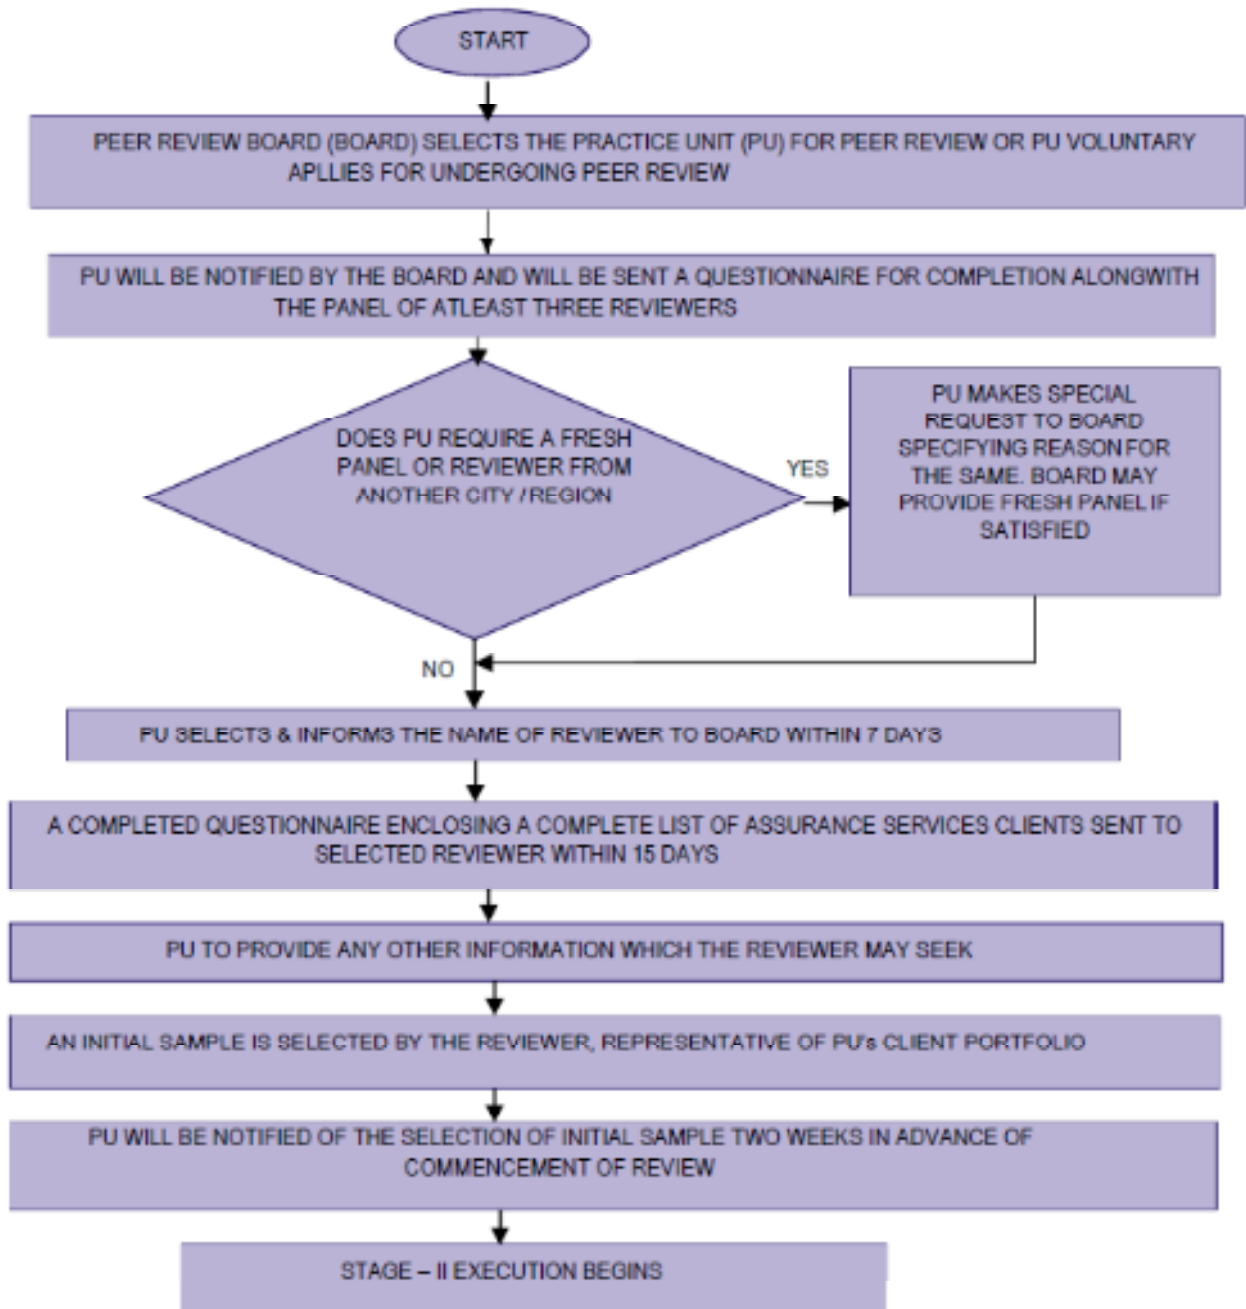 START
PEER REVIEW BOARD (BOARD) SELECTS THE PRACTICE UNIT (PU) FOR PEER REVIEW OR PU VOLUNTARY
APLLIES FOR UNDERGOING PEER REVIEW
PU WILL BE NOTIFIED BY THE BOARD AND WILL BE SENT A QUESTIONNAIRE FOR COMPLETION ALONGWITH
THE PANEL OF ATLEAST THREE REVIEWERS
DOES PU REQUIRE A FRESH
PANEL OR REVIEWER FROM
ANOTHER CITY / REGION
YES
PU MAKES SPECIAL
REQUEST TO BOARD
SPECIFYING REASON FOR
THE SAME. BOARD MAY
PROVIDE FRESH PANEL IF
SATISFIED
NO
PU SELECTS & INFORMS THE NAME OF REVIEWER TO BOARD WITHIN 7 DAYS
A COMPLETED QUESTIONNAIRE ENCLOSING A COMPLETE LIST OF ASSURANCE SERVICES CLIENTS SENT TO
SELECTED REVIEWER WITHIN 15 DAYS
PU TO PROVIDE ANY OTHER INFORMATION WHICH THE REVIEWER MAY SEEK
AN INITIAL SAMPLE IS SELECTED BY THE REVIEWER, REPRESENTATIVE OF PU's CLIENT PORTFOLIO
PU WILL BE NOTIFIED OF THE SELECTION OF INITIAL SAMPLE TWO WEEKS IN ADVANCE OF
COMMENCEMENT OF REVIEW
STAGE – II EXECUTION BEGINS